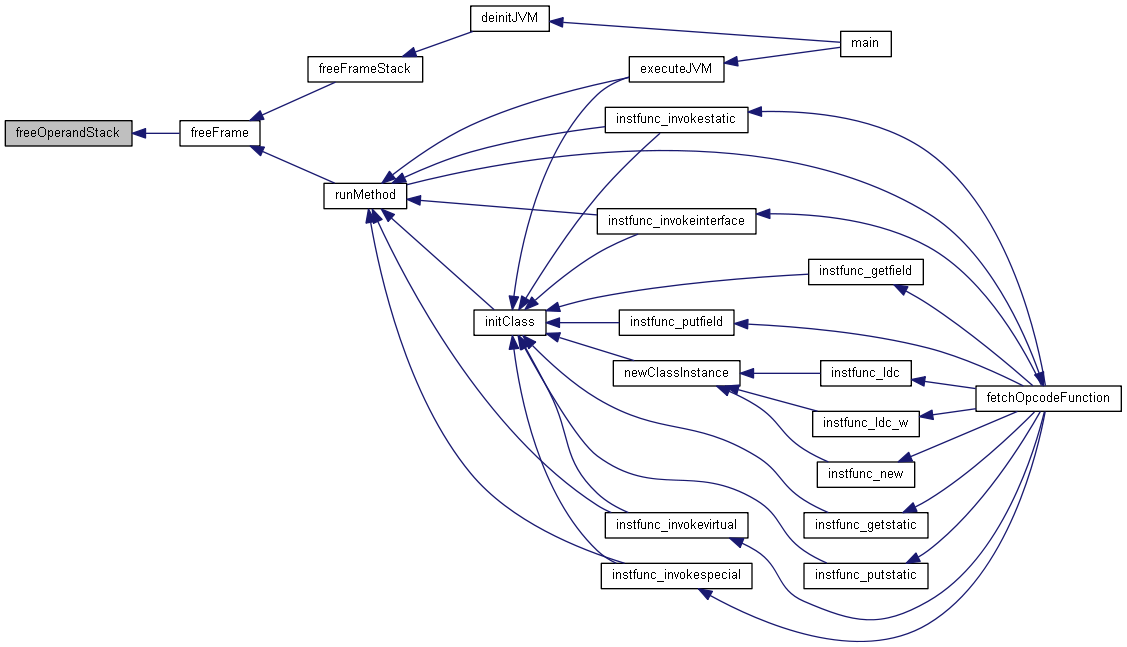 deinitJVM
main
freeFrameStack
executeJVM
instfunc_invokestatic
freeOperandStack
freeFrame
runMethod
instfunc_invokeinterface
instfunc_getfield
initClass
instfunc_putfield
newClassInstance
instfunc_ldc
fetchOpcodeFunction
instfunc_ldc_w
instfunc_new
instfunc_invokevirtual
instfunc_getstatic
instfunc_invokespecial
instfunc_putstatic